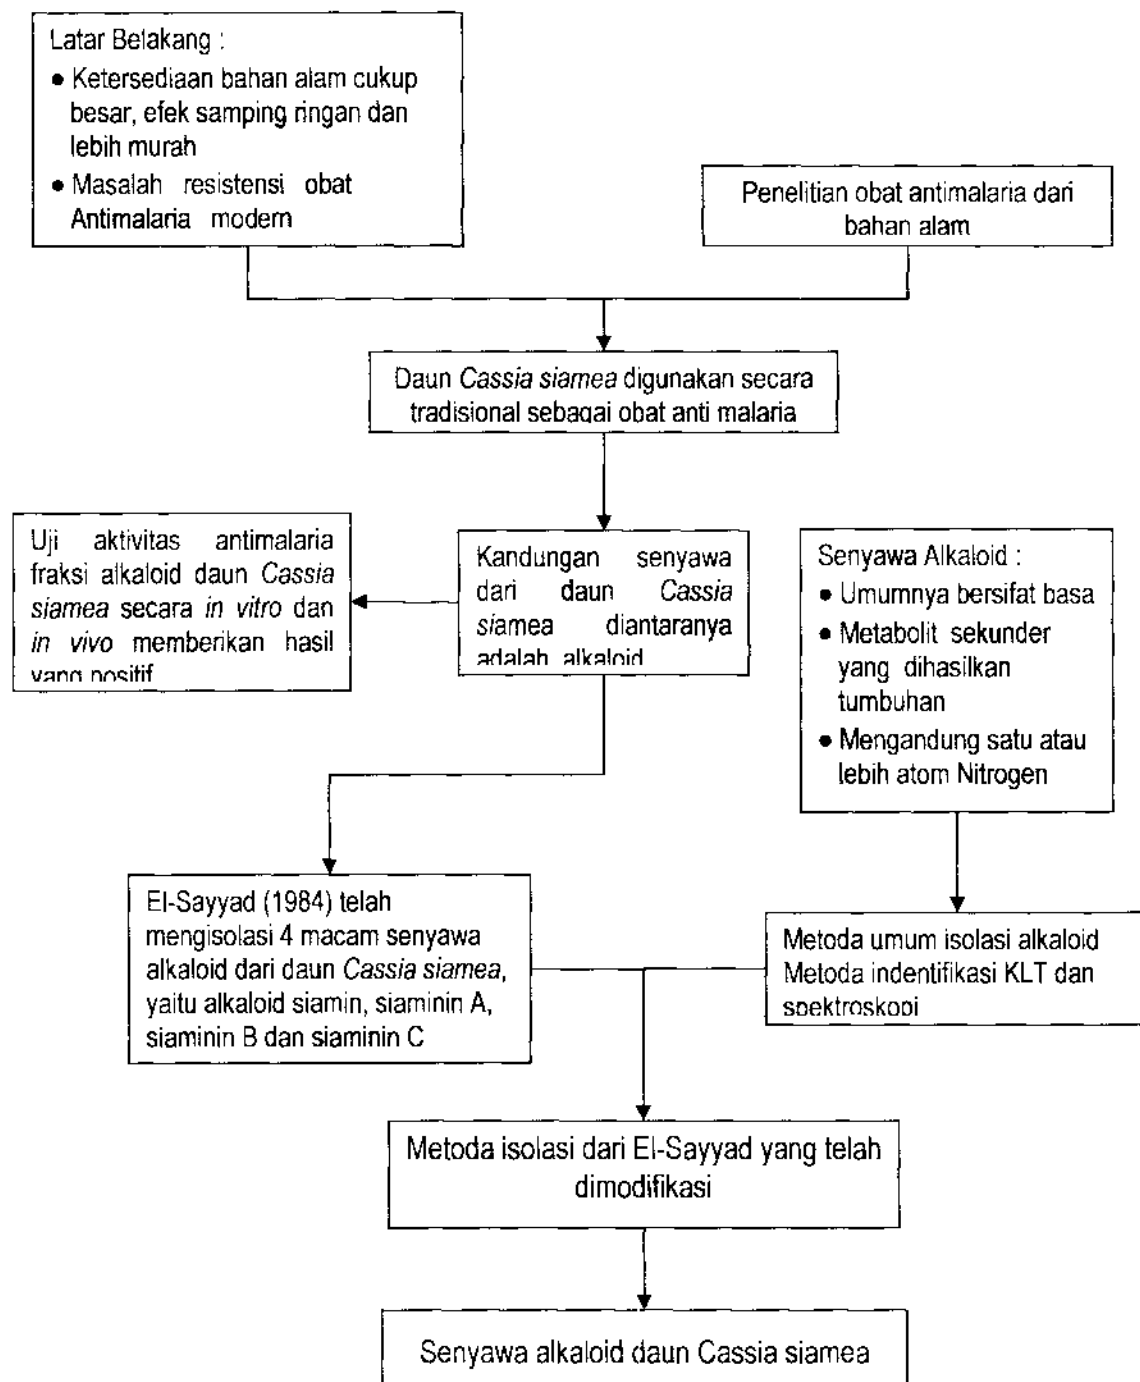 Latar Belakang :
● Ketersediaan bahan alam cukup
besar, efek samping ringan dan
lebih murah
● Masalah resistensi obat
Antimalaria modern
Penelitian obat antimalaria dari
bahan alam
Daun Cassia siamea digunakan secara
tradisional sebagai obat anti malaria
Uji aktivitas antimalaria
fraksi alkaloid daun Cassia
siamea secara in vitro dan
in vivo memberikan hasil
yang positif
Kandungan senyawa
dari daun Cassia
siamea diantaranya
adalah alkaloid
Senyawa Alkaloid :
● Umumnya bersifat basa
● Metabolit sekunder
yang dihasilkan
tumbuhan
● Mengandung satu atau
lebih atom Nitrogen
El-Sayyad (1984) telah
mengisolasi 4 macam senyawa
alkaloid dari daun Cassia siamea,
yaitu alkaloid siamin, siaminin A,
siaminin B dan siaminin C
Metoda umum isolasi alkaloid
Metoda indentifikasi KLT dan
spektroskopi
Metoda isolasi dari El-Sayyad yang telah
dimodifikasi
Senyawa alkaloid daun Cassia siamea